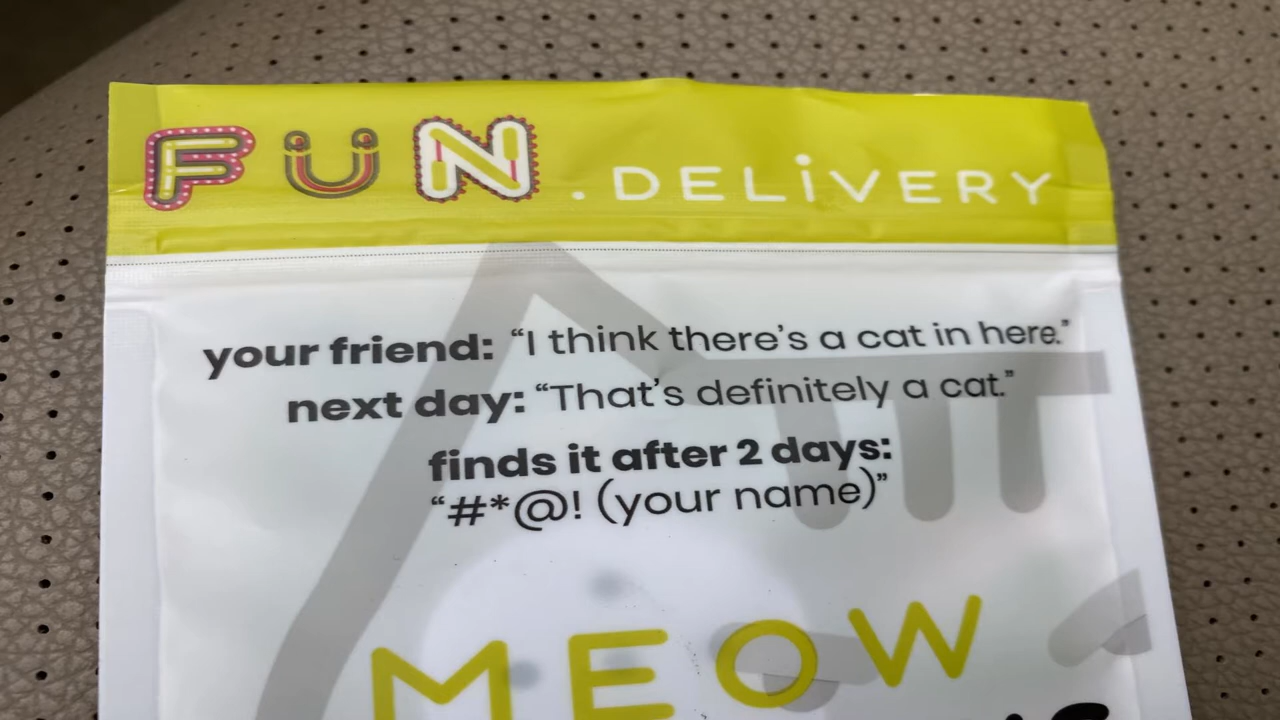 FUN.DELiVERY
your friend: “I think there’s a cat in here.”
next day: “That’s definitely a cat.”
finds it after 2 days:
“#*@! (your name)”
MEOW